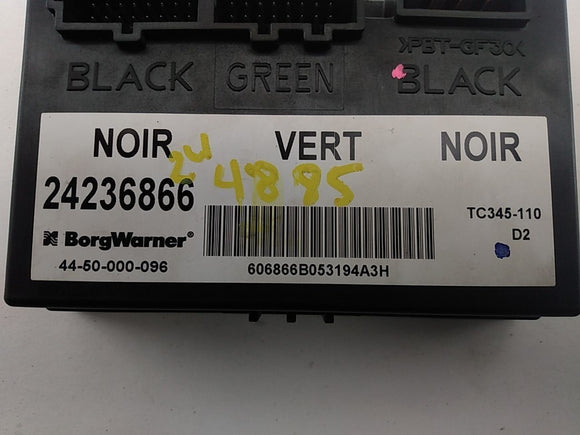 >PBT-GF30<
BLACK GREEN BLACK
NOIR VERT NOIR
24
24236866 4885
TC345-110
BorgWarner® D2
44-50-000-096 606866B053194A3H